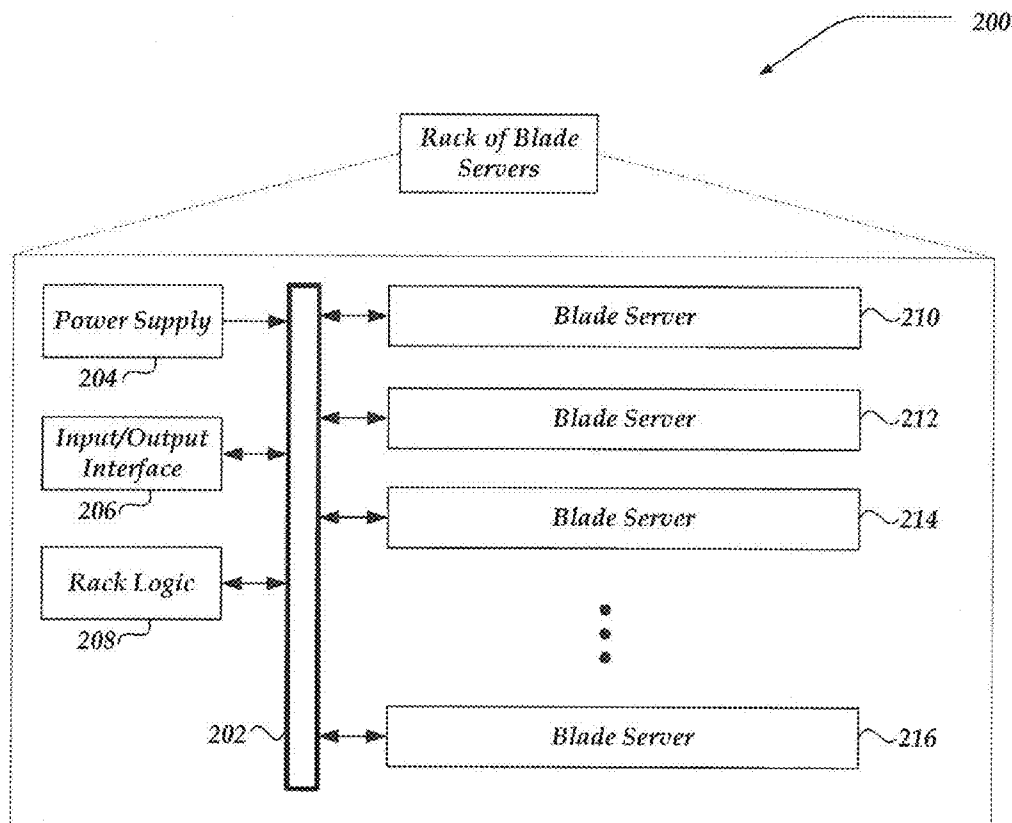 200
Rack of Blade
Servers
Power Supply
204
Input/Output
Interface
206
Rack Logic
208
202
Blade Server
210
Blade Server
212
Blade Server
214
Blade Server
216